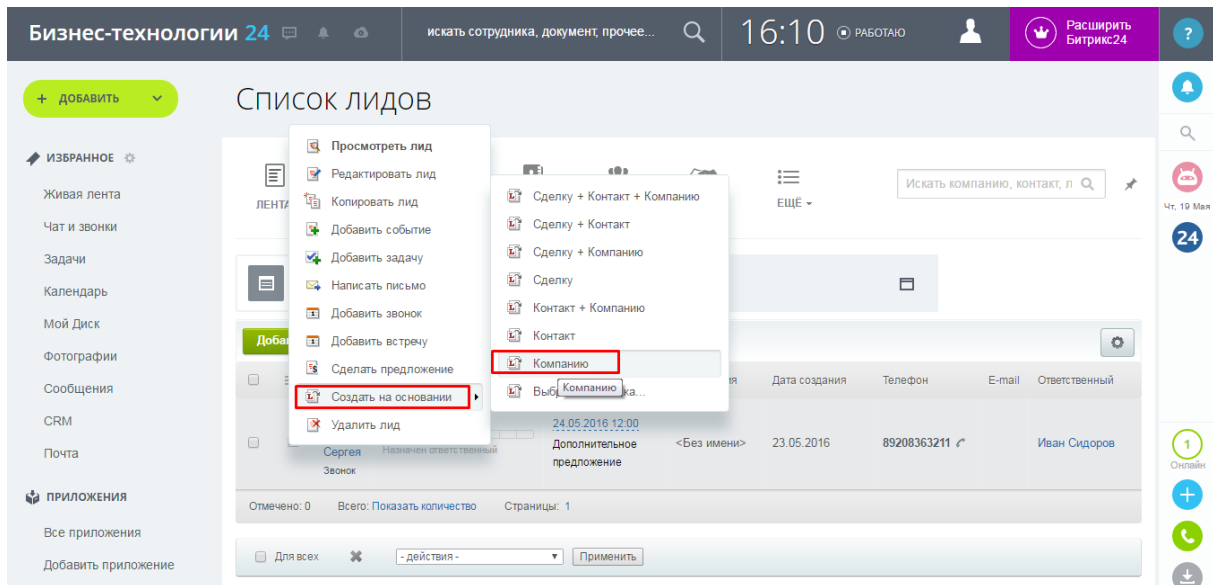 Бизнес-технологии 24
искать сотрудника, документ, прочее...
16:10
РАБОТАЮ
Расширить
Битрикс24
?
+ ДОБАВИТЬ
Список лидов
ИЗБРАННОЕ
Живая лента
Чат и звонки
Задачи
Календарь
Мой Диск
Фотографии
Сообщения
CRM
Почта
ПРИЛОЖЕНИЯ
Все приложения
Добавить приложение
ЕЩЁ
Искать компанию, контакт, л
Просмотреть лид
Редактировать лид
Копировать лид
Добавить событие
Добавить задачу
Написать письмо
Добавить звонок
Добавить встречу
Сделать предложение
Создать на основании
Удалить лид
Сделку + Контакт + Компанию
Сделку + Контакт
Сделку + Компанию
Сделку
Контакт + Компанию
Контакт
Компанию
Компанию
Дата создания
Телефон
E-mail
Ответственный
24.05.2016 12:00
Дополнительное
предложение
<Без имени>
23.05.2016
89208363211
Иван Сидоров
Сергея
Назначен ответственный
Звонок
Отмечено: 0
Всего: Показать количество
Страницы: 1
Для всех
- действия -
Применить
Чт, 19 Мая
24
1
Онлайн